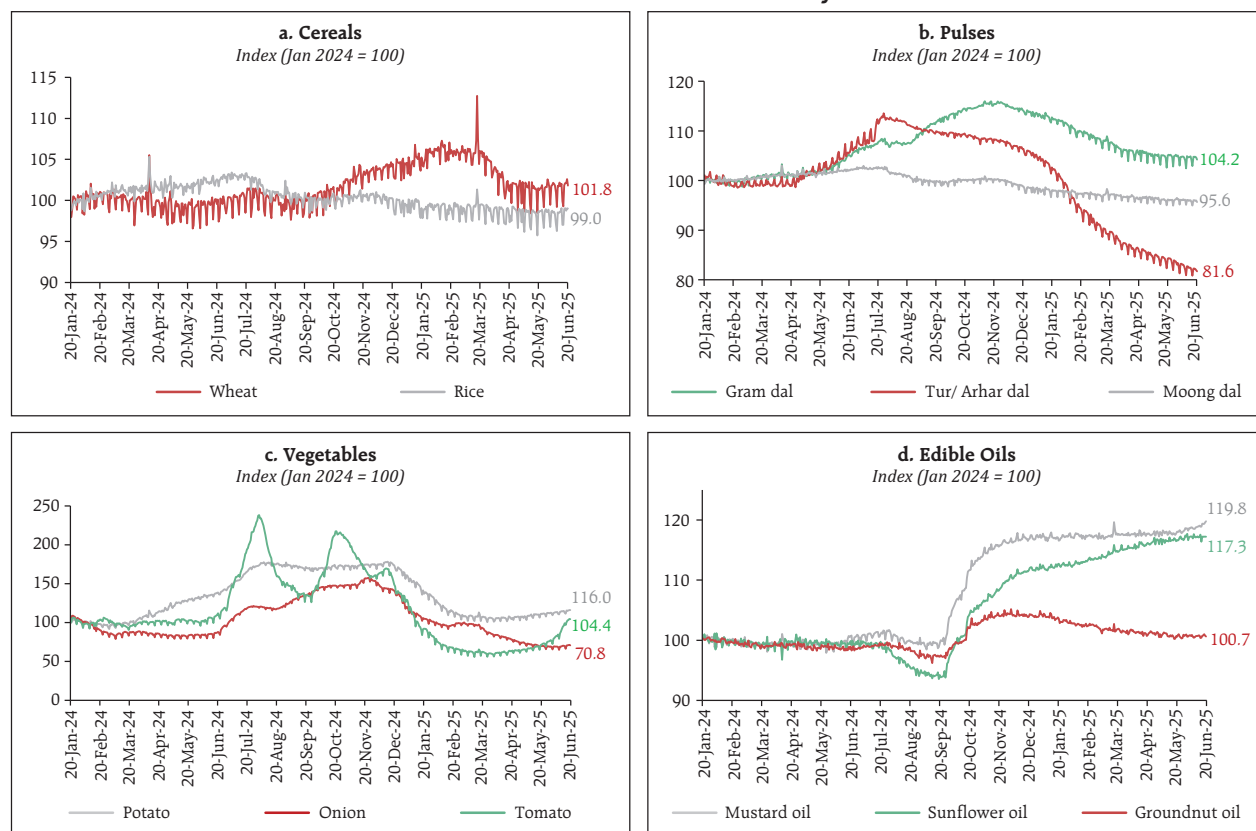 a. Cereals
Index (Jan 2024 = 100)
115
110
105
100
95
90
101.8
99.0
20-Jan-24
20-Feb-24
20-Mar-24
20-Apr-24
20-May-24
20-Jun-24
20-Jul-24
20-Aug-24
20-Sep-24
20-Oct-24
20-Nov-24
20-Dec-24
20-Jan-25
20-Feb-25
20-Mar-25
20-Apr-25
20-May-25
20-Jun-25
Wheat Rice
b. Pulses
Index (Jan 2024 = 100)
120
110
100
90
80
104.2
95.6
81.6
20-Jan-24
20-Feb-24
20-Mar-24
20-Apr-24
20-May-24
20-Jun-24
20-Jul-24
20-Aug-24
20-Sep-24
20-Oct-24
20-Nov-24
20-Dec-24
20-Jan-25
20-Feb-25
20-Mar-25
20-Apr-25
20-May-25
20-Jun-25
Gram dal Tur/ Arhar dal Moong dal
c. Vegetables
Index (Jan 2024 = 100)
250
200
150
100
50
0
116.0
104.4
70.8
20-Jan-24
20-Feb-24
20-Mar-24
20-Apr-24
20-May-24
20-Jun-24
20-Jul-24
20-Aug-24
20-Sep-24
20-Oct-24
20-Nov-24
20-Dec-24
20-Jan-25
20-Feb-25
20-Mar-25
20-Apr-25
20-May-25
20-Jun-25
Potato Onion Tomato
d. Edible Oils
Index (Jan 2024 = 100)
120
110
100
90
119.8
117.3
100.7
20-Jan-24
20-Feb-24
20-Mar-24
20-Apr-24
20-May-24
20-Jun-24
20-Jul-24
20-Aug-24
20-Sep-24
20-Oct-24
20-Nov-24
20-Dec-24
20-Jan-25
20-Feb-25
20-Mar-25
20-Apr-25
20-May-25
20-Jun-25
Mustard oil Sunflower oil Groundnut oil